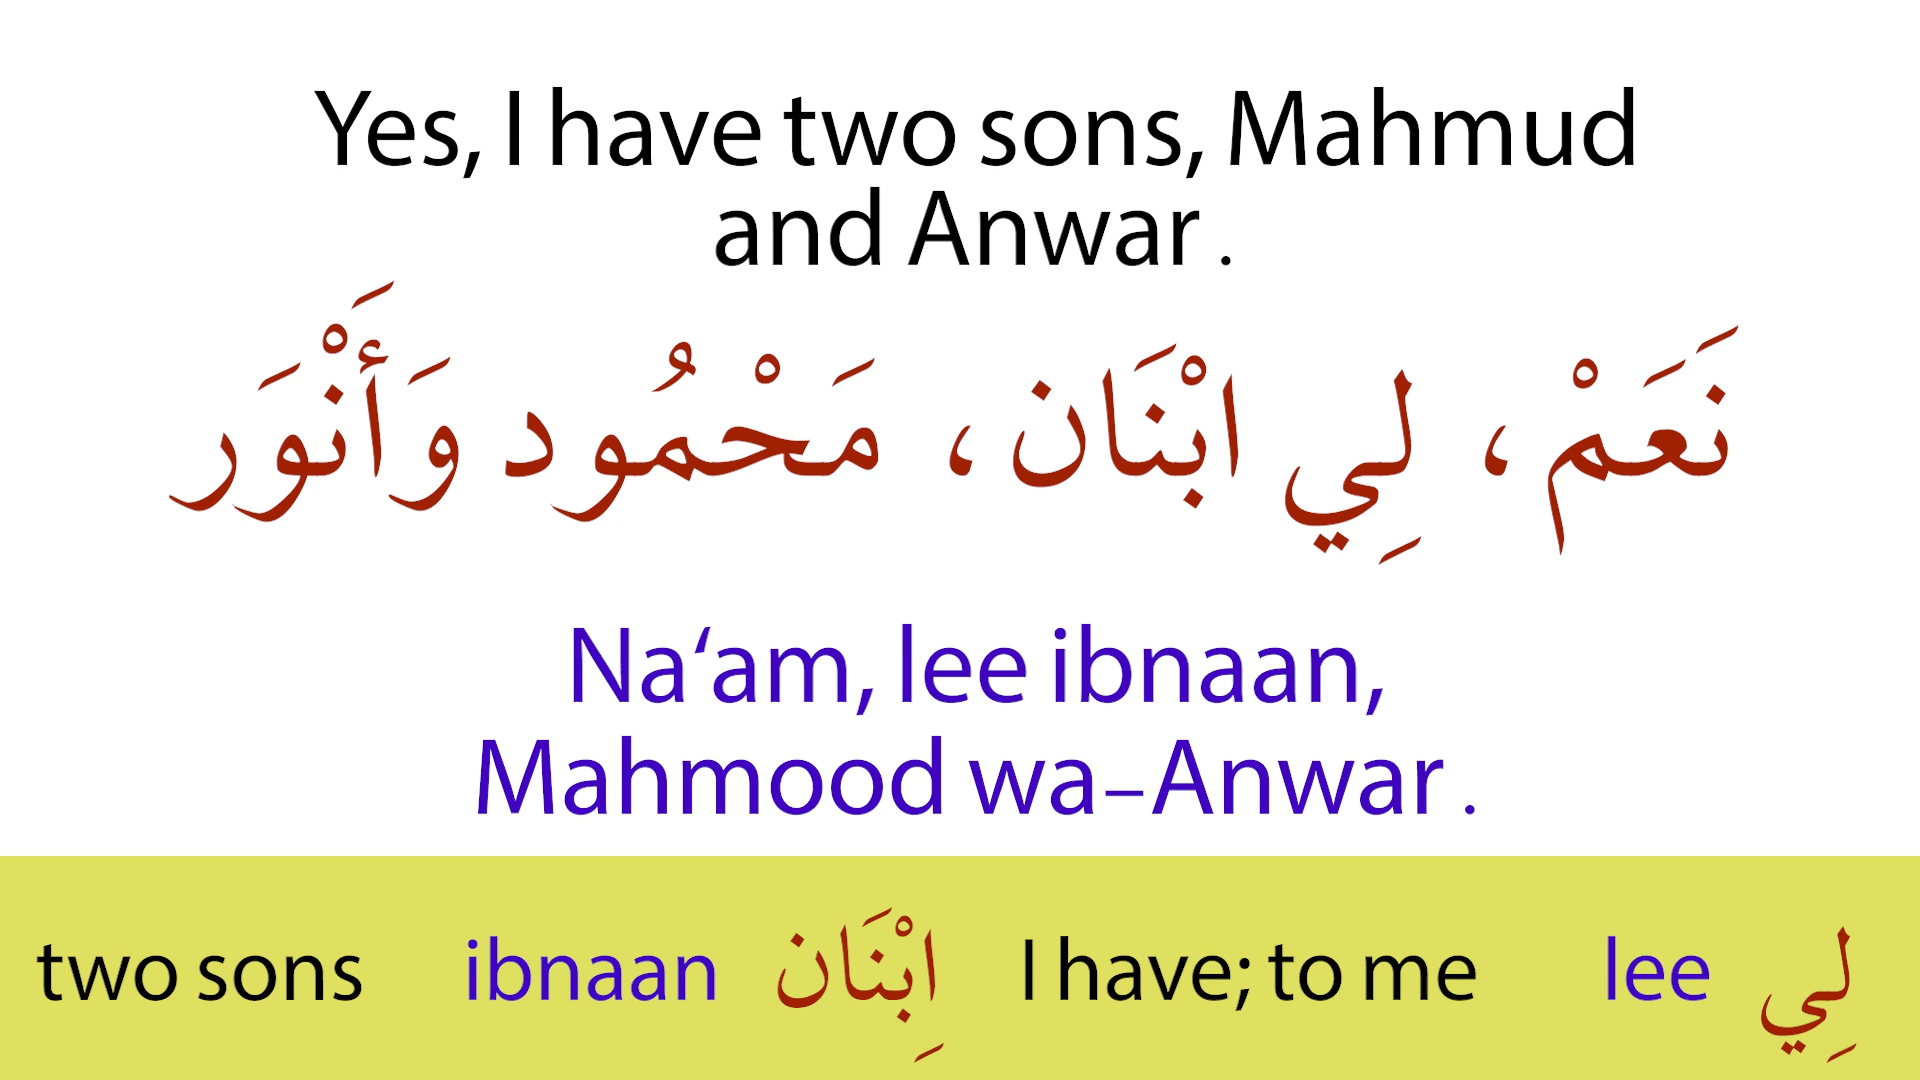 Yes, I have two sons, Mahmud
and Anwar .
نَعَمْ، لِي ابْنَان، مَحْمُود وَأَنْوَر
Na‘am, lee ibnaan,
Mahmood wa–Anwar .
two sons ibnaan اِبْنَان I have; to me lee لِي